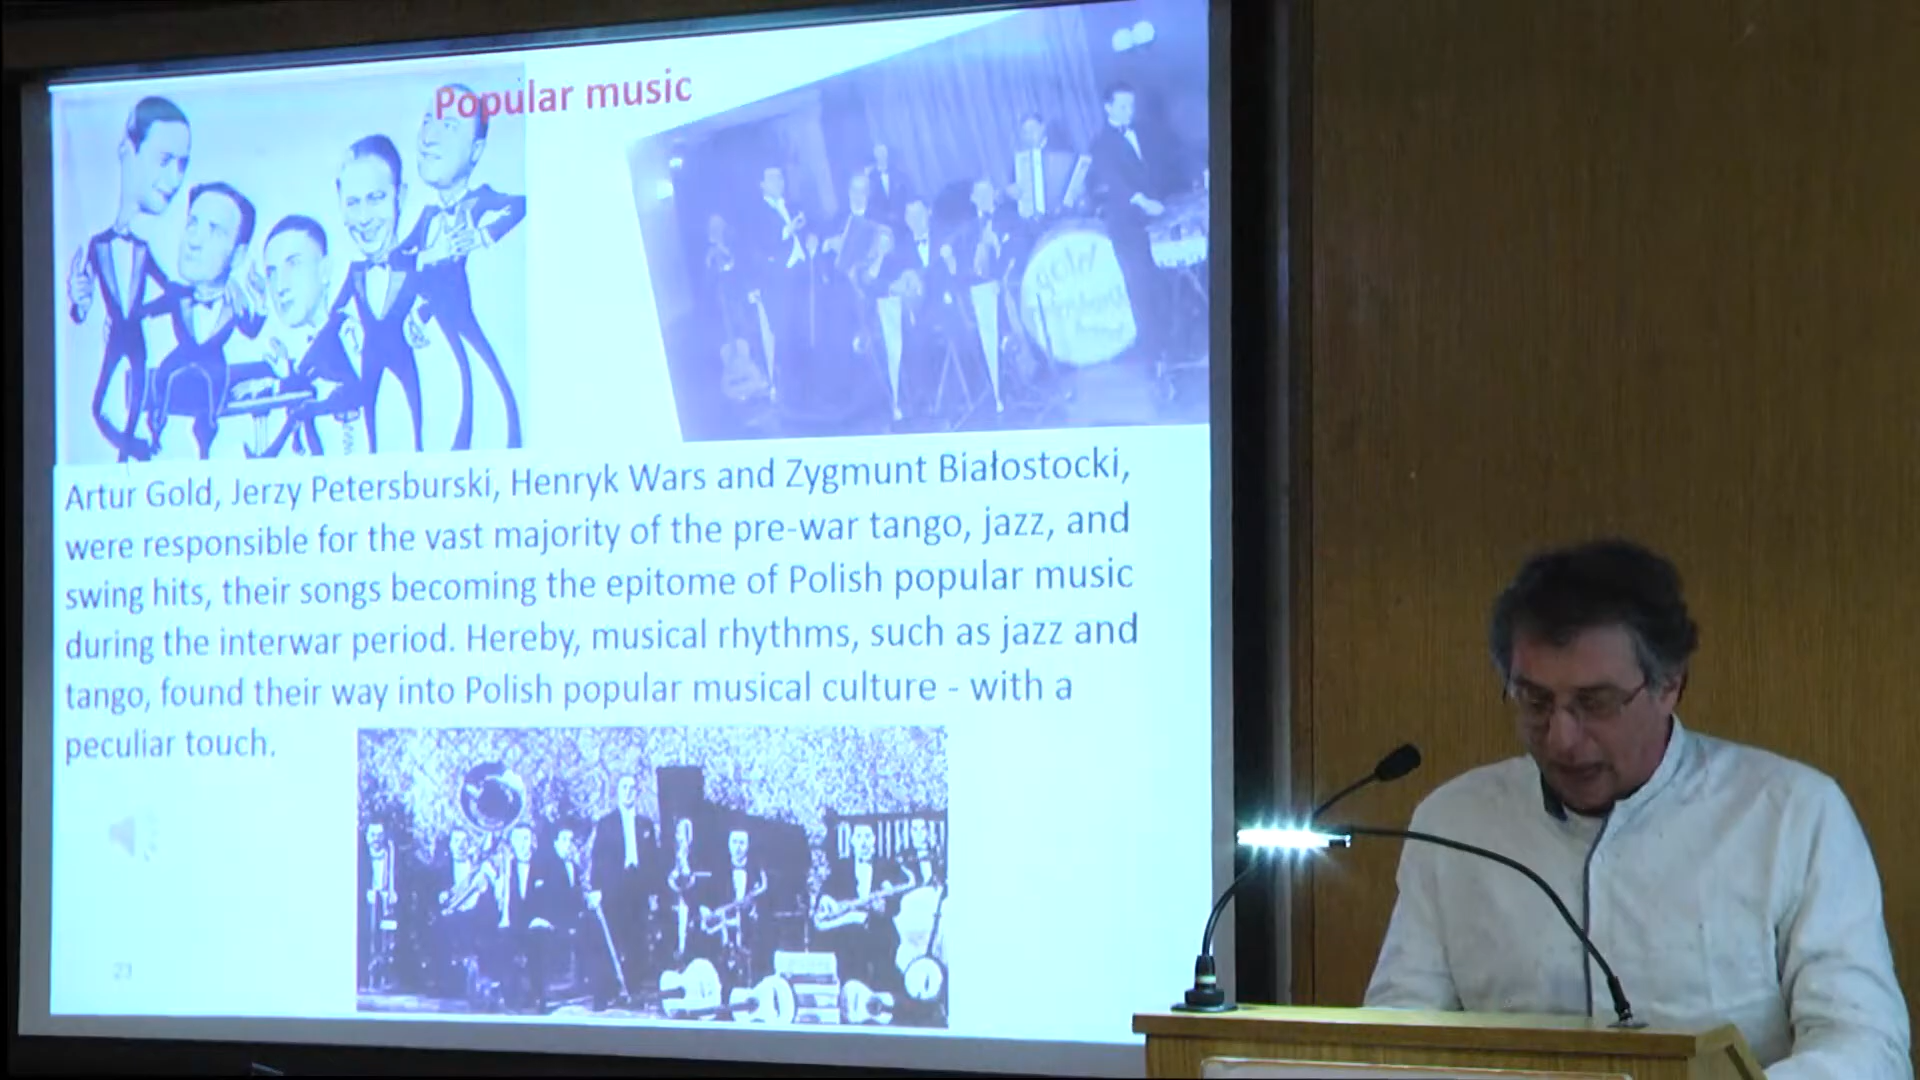 Popular music
GOLD
Artur Gold, Jerzy Petersburski, Henryk Wars and Zygmunt Białostocki,
were responsible for the vast majority of the pre-war tango, jazz, and
swing hits, their songs becoming the epitome of Polish popular music
during the interwar period. Hereby, musical rhythms, such as jazz and
tango, found their way into Polish popular musical culture - with a
peculiar touch.
23